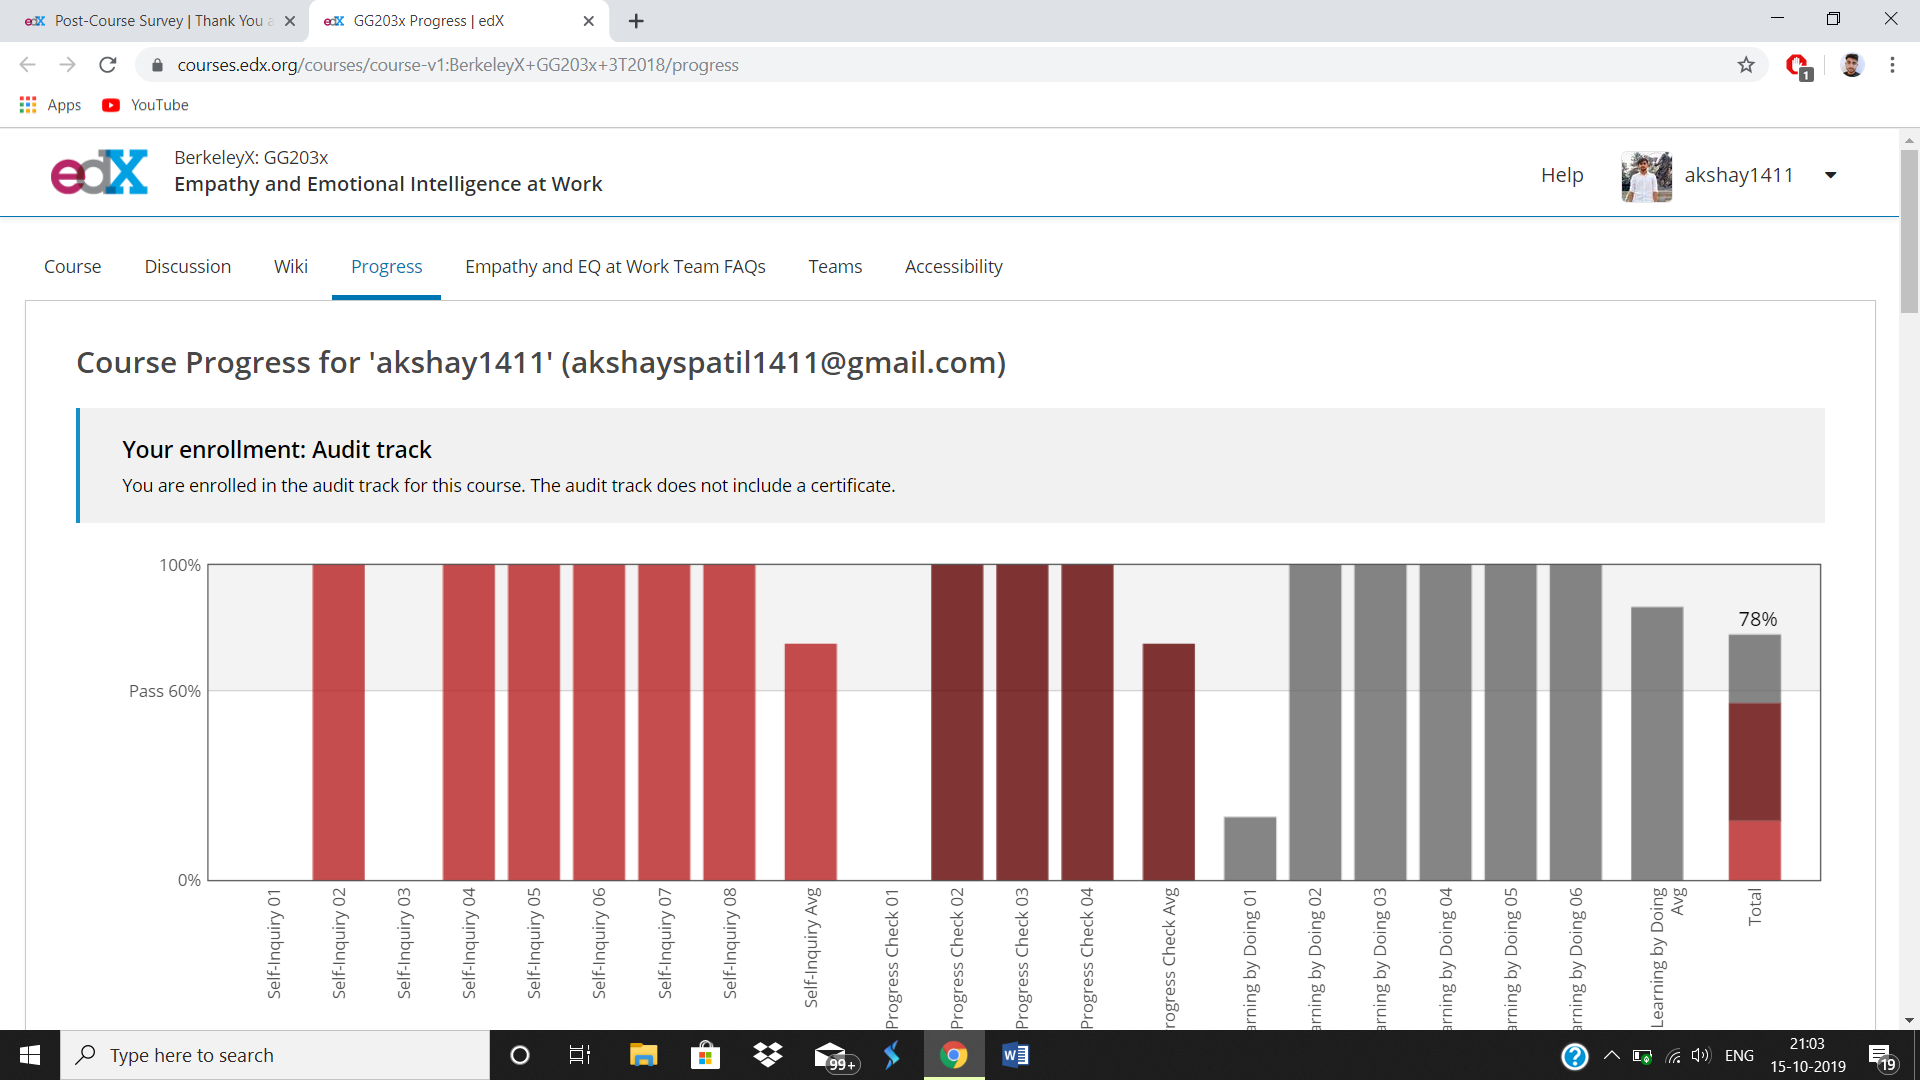 edX Post-Course Survey | Thank You a
edX GG203x Progress | edX
courses.edx.org/courses/course-v1:BerkeleyX+GG203x+3T2018/progress
1
Apps
YouTube
edX
BerkeleyX: GG203x
Empathy and Emotional Intelligence at Work
Help
akshay1411
Course
Discussion
Wiki
Progress
Empathy and EQ at Work Team FAQs
Teams
Accessibility
Course Progress for 'akshay1411' (akshayspatil1411@gmail.com)
Your enrollment: Audit track
You are enrolled in the audit track for this course. The audit track does not include a certificate.
100%
78%
Pass 60%
0%
Self-Inquiry 01
Self-Inquiry 02
Self-Inquiry 03
Self-Inquiry 04
Self-Inquiry 05
Self-Inquiry 06
Self-Inquiry 07
Self-Inquiry 08
Self-Inquiry Avg
Progress Check 01
Progress Check 02
Progress Check 03
Progress Check 04
rogress Check Avg
arning by Doing 01
arning by Doing 02
arning by Doing 03
arning by Doing 04
arning by Doing 05
arning by Doing 06
Learning by Doing
Avg
Total
Type here to search
99+
ENG
21:03
15-10-2019
19